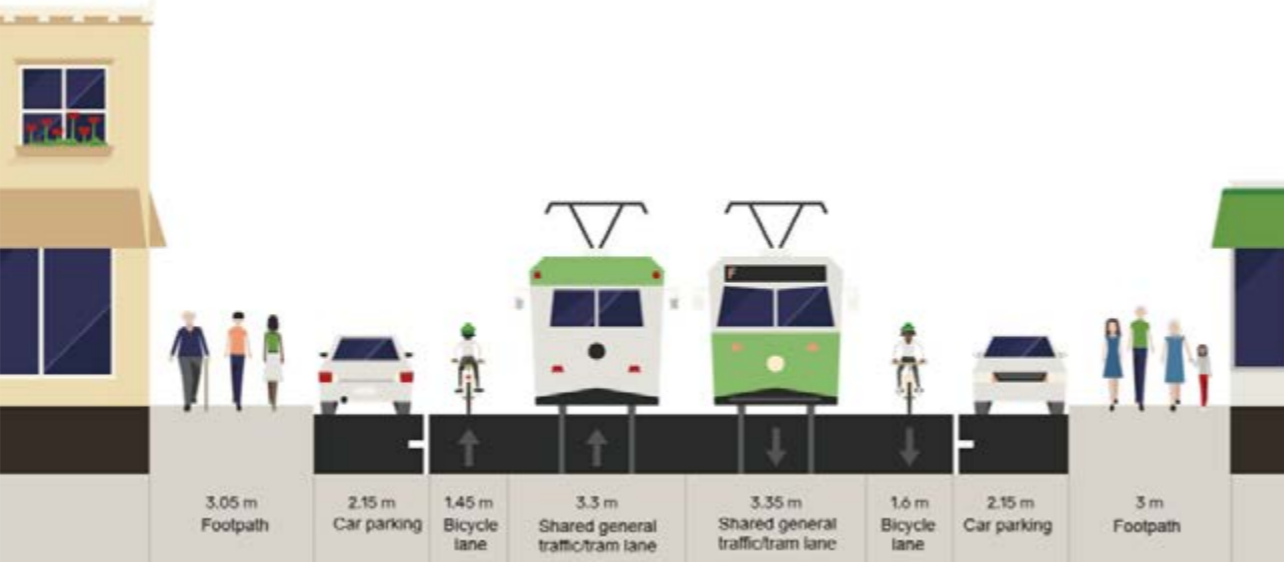 F
3.05 m
Footpath
2.15 m
Car parking
1.45 m
Bicycle
lane
3.3 m
Shared general
traffic/tram lane
3.35 m
Shared general
traffic/tram lane
1.6 m
Bicycle
lane
2.15 m
Car parking
3 m
Footpath